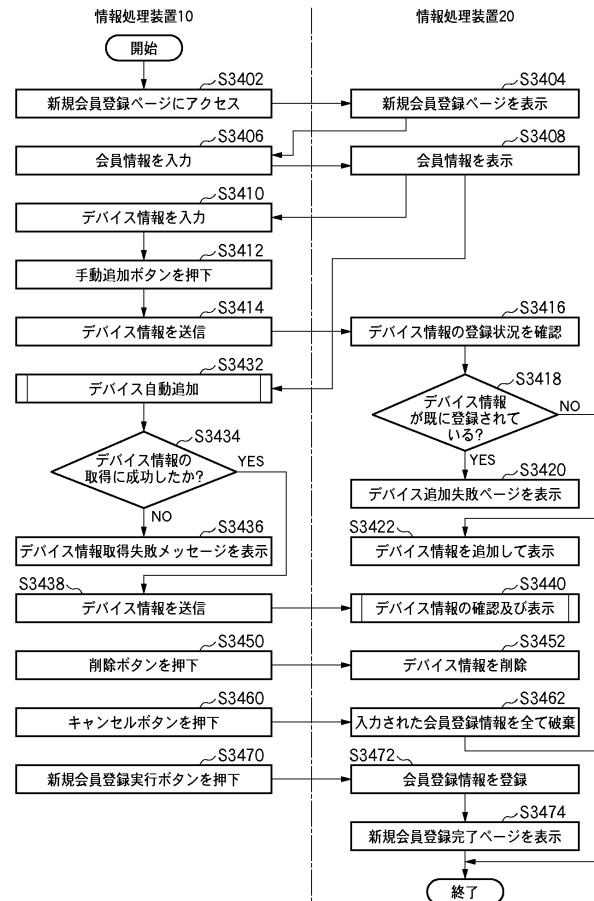 情報処理装置10
情報処理装置20
開始
S3402
新規会員登録ページにアクセス
S3404
新規会員登録ページを表示
S3406
会員情報を入力
S3408
会員情報を表示
S3410
デバイス情報を入力
S3412
手動追加ボタンを押下
S3414
デバイス情報を送信
S3416
デバイス情報の登録状況を確認
S3432
デバイス自動追加
S3418
デバイス情報
が既に登録されて
いる?
NO
YES
S3434
デバイス情報の
取得に成功したか?
YES
NO
S3420
デバイス追加失敗ページを表示
S3436
デバイス情報取得失敗メッセージを表示
S3422
デバイス情報を追加して表示
S3438
デバイス情報を送信
S3440
デバイス情報の確認及び表示
S3450
削除ボタンを押下
S3452
デバイス情報を削除
S3460
キャンセルボタンを押下
S3462
入力された会員登録情報を全て破棄
S3470
新規会員登録実行ボタンを押下
S3472
会員登録情報を登録
S3474
新規会員登録完了ページを表示
終了